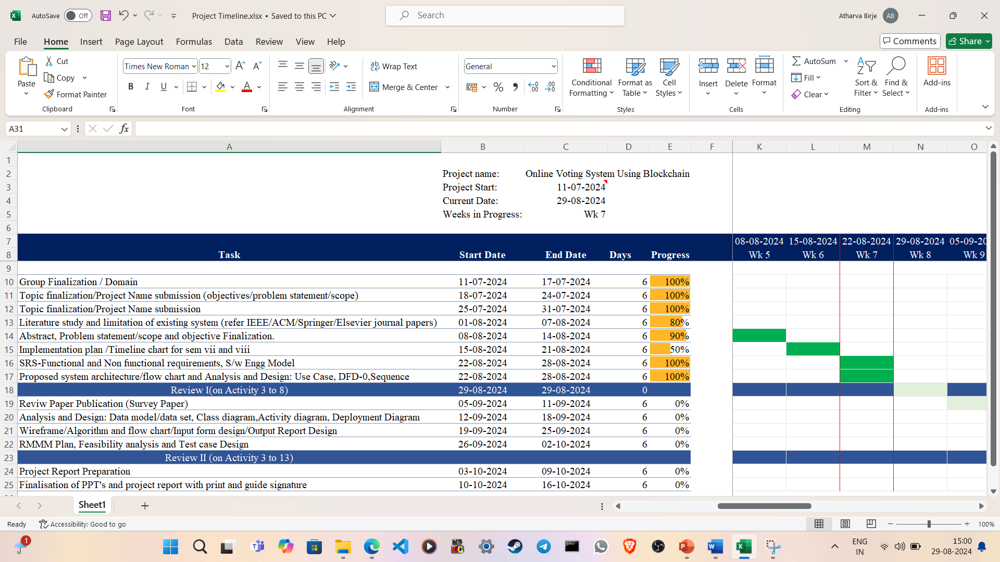 AutoSave Off Project Timeline.xlsx • Saved to this PC Search Atharva Birje AB
File Home Insert Page Layout Formulas Data Review View Help Comments Share
Paste Cut Copy Format Painter Clipboard
Times New Roman 12 B I U A Font
Wrap Text Merge & Center Alignment
General % Number
Conditional Formatting Format as Table Cell Styles Styles
Insert Delete Format Cells
AutoSum Fill Clear Sort & Filter Find & Select Editing
Add-ins Add-ins
A31 fx
A B C D E F K L M N O
1
2 Project name: Online Voting System Using Blockchain
3 Project Start: 11-07-2024
4 Current Date: 29-08-2024
5 Weeks in Progress: Wk 7
6
7 08-08-2024 15-08-2024 22-08-2024 29-08-2024 05-09-20
8 Task Start Date End Date Days Progress Wk 5 Wk 6 Wk 7 Wk 8 Wk 9
9
10 Group Finalization / Domain 11-07-2024 17-07-2024 6 100%
11 Topic finalization/Project Name submission (objectives/problem statement/scope) 18-07-2024 24-07-2024 6 100%
12 Topic finalization/Project Name submission 25-07-2024 31-07-2024 6 100%
13 Literature study and limitation of existing system (refer IEEE/ACM/Springer/Elsevier journal papers) 01-08-2024 07-08-2024 6 80%
14 Abstract, Problem statement/scope and objective Finalization. 08-08-2024 14-08-2024 6 90%
15 Implementation plan /Timeline chart for sem vii and viii 15-08-2024 21-08-2024 6 50%
16 SRS-Functional and Non functional requirements, S/w Engg Model 22-08-2024 28-08-2024 6 100%
17 Proposed system architecture/flow chart and Analysis and Design: Use Case, DFD-0,Sequence 22-08-2024 28-08-2024 6 100%
18 Review I(on Activity 3 to 8) 29-08-2024 29-08-2024 0
19 Reviw Paper Publication (Survey Paper) 05-09-2024 11-09-2024 6 0%
20 Analysis and Design: Data model/data set, Class diagram,Activity diagram, Deployment Diagram 12-09-2024 18-09-2024 6 0%
21 Wireframe/Algorithm and flow chart/Input form design/Output Report Design 19-09-2024 25-09-2024 6 0%
22 RMMM Plan, Feasibility analysis and Test case Design 26-09-2024 02-10-2024 6 0%
23 Review II (on Activity 3 to 13)
24 Project Report Preparation 03-10-2024 09-10-2024 6 0%
25 Finalisation of PPT's and project report with print and guide signature 10-10-2024 16-10-2024 6 0%
Sheet1
Ready Accessibility: Good to go 100%
1 ENG 15:00
IN 29-08-2024